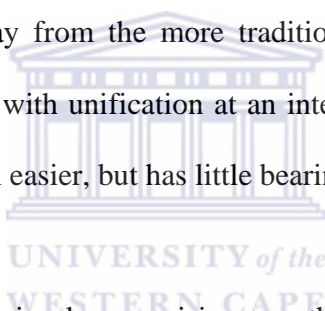 ay from the more tradition
with unification at an inte
easier, but has little bearin
UNIVERSITY of the
WESTERN CAPE